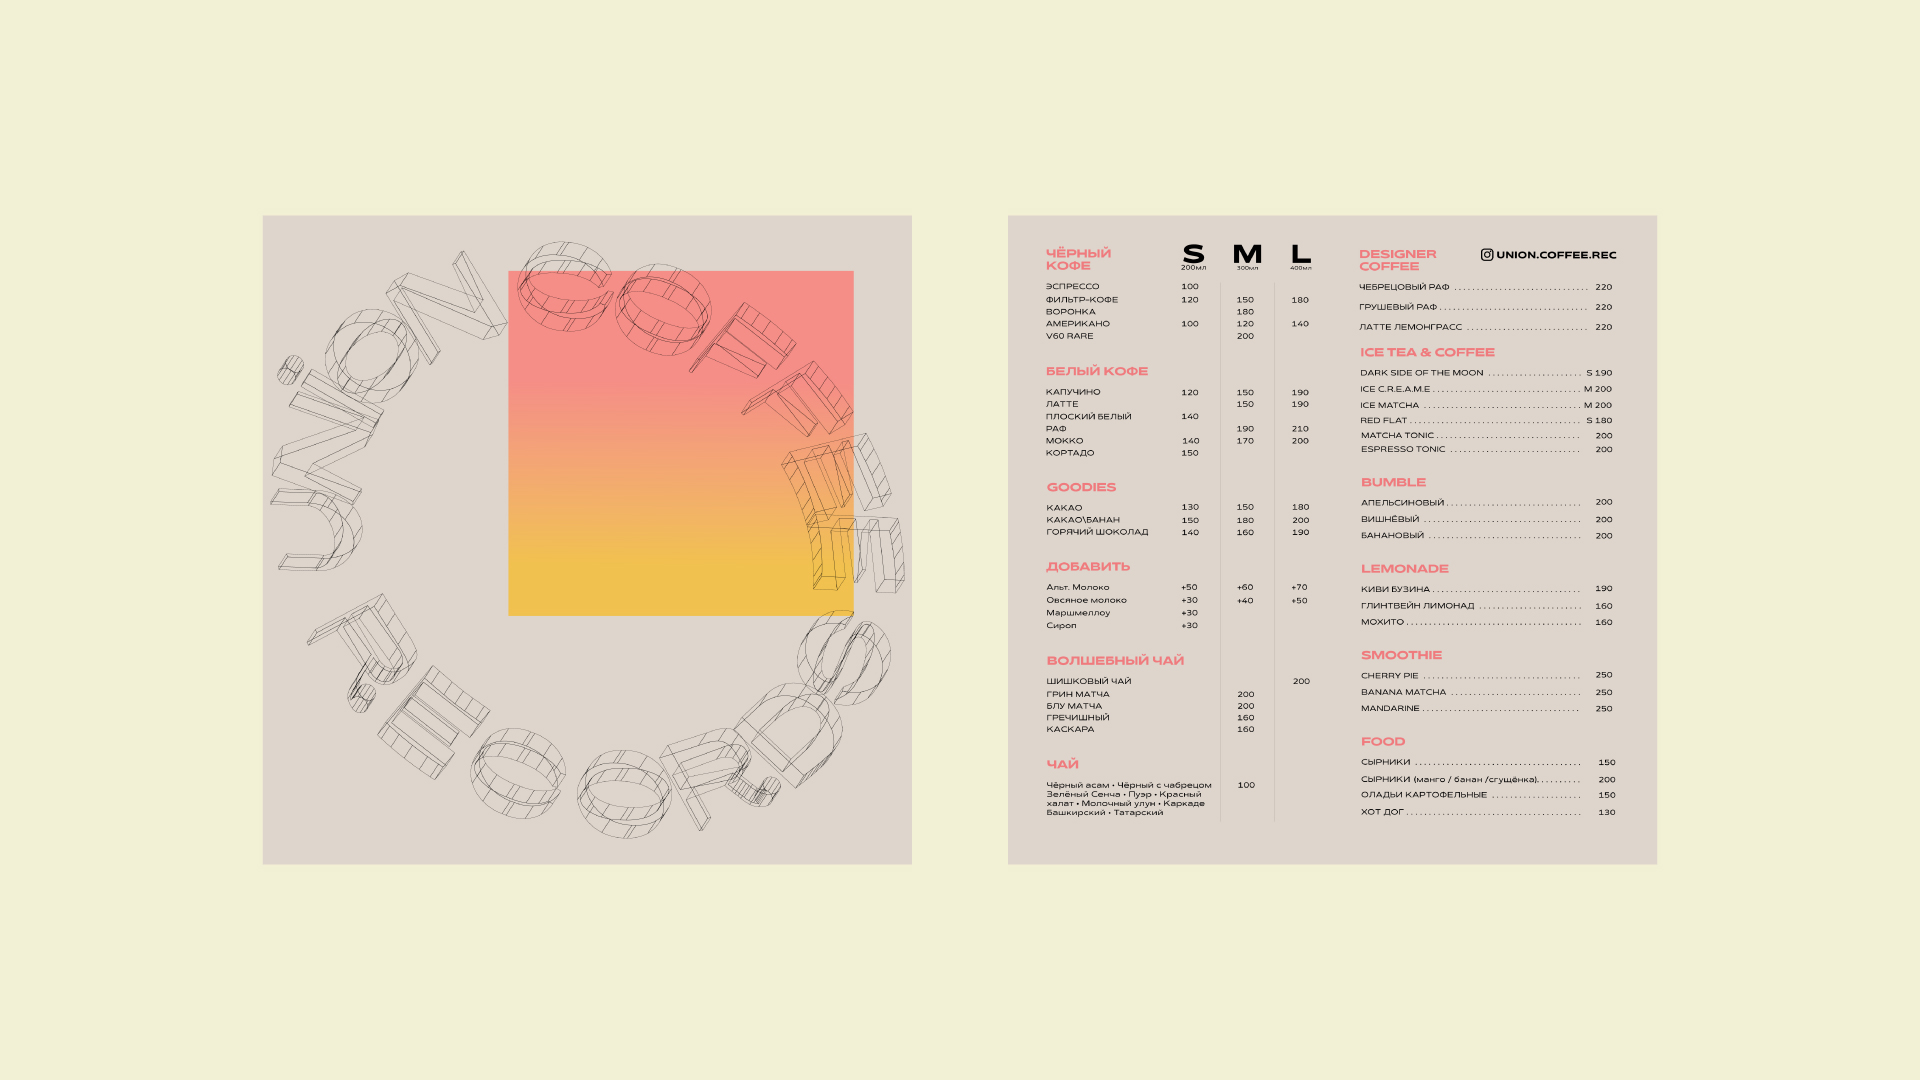 UNION COFFEE RECORDS
ЧЁРНЫЙ
КОФЕ
S M L
200мл 300мл 400мл
ЭСПРЕССО 100
ФИЛЬТР-КОФЕ 120 150 180
ВОРОНКА 180
АМЕРИКАНО 100 120 140
V60 RARE 200
БЕЛЫЙ КОФЕ
КАПУЧИНО 120 150 190
ЛАТТЕ 150 190
ПЛОСКИЙ БЕЛЫЙ 140
РАФ 190 210
МОККО 140 170 200
КОРТАДО 150
GOODIES
КАКАО 130 150 180
КАКАО\БАНАН 150 180 200
ГОРЯЧИЙ ШОКОЛАД 140 160 190
ДОБАВИТЬ
Альт. Молоко +50 +60 +70
Овсяное молоко +30 +40 +50
Маршмеллоу +30
Сироп +30
ВОЛШЕБНЫЙ ЧАЙ
ШИШКОВЫЙ ЧАЙ 200
ГРИН МАТЧА 200
БЛУ МАТЧА 200
ГРЕЧИШНЫЙ 160
КАСКАРА 160
ЧАЙ
Чёрный асам • Чёрный с чабрецом 100
Зелёный Сенча • Пуэр • Красный
халат • Молочный улун • Каркаде
Башкирский • Татарский
DESIGNER
COFFEE
UNION.COFFEE.REC
ЧЕБРЕЦОВЫЙ РАФ 220
ГРУШЕВЫЙ РАФ 220
ЛАТТЕ ЛЕМОНГРАСС 220
ICE TEA & COFFEE
DARK SIDE OF THE MOON S 190
ICE C.R.E.A.M.E M 200
ICE MATCHA M 200
RED FLAT S 180
MATCHA TONIC 200
ESPRESSO TONIC 200
BUMBLE
АПЕЛЬСИНОВЫЙ 200
ВИШНЁВЫЙ 200
БАНАНОВЫЙ 200
LEMONADE
КИВИ БУЗИНА 190
ГЛИНТВЕЙН ЛИМОНАД 160
МОХИТО 160
SMOOTHIE
CHERRY PIE 250
BANANA MATCHA 250
MANDARINE 250
FOOD
СЫРНИКИ 150
СЫРНИКИ (манго / банан /сгущёнка) 200
ОЛАДЬИ КАРТОФЕЛЬНЫЕ 150
ХОТ ДОГ 130